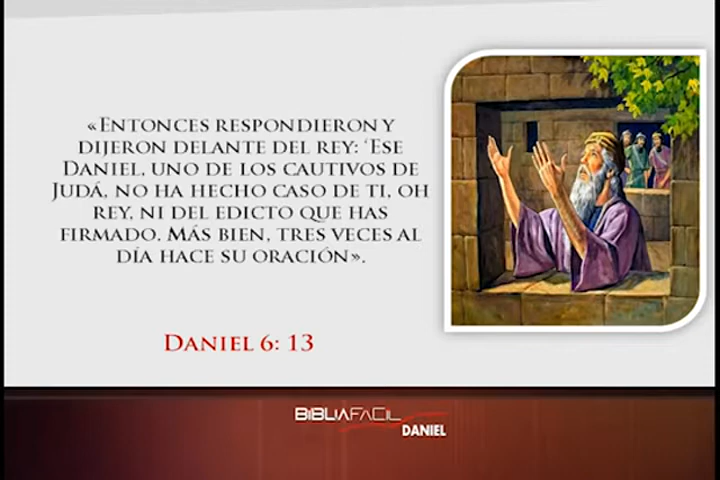 «Entonces respondieron y
dijeron delante del rey: ‘Ese
Daniel, uno de los cautivos de
Judá, no ha hecho caso de ti, oh
rey, ni del edicto que has
firmado. Más bien, tres veces al
día hace su oración».
Daniel 6: 13
BIBLIAFACIL
DANIEL